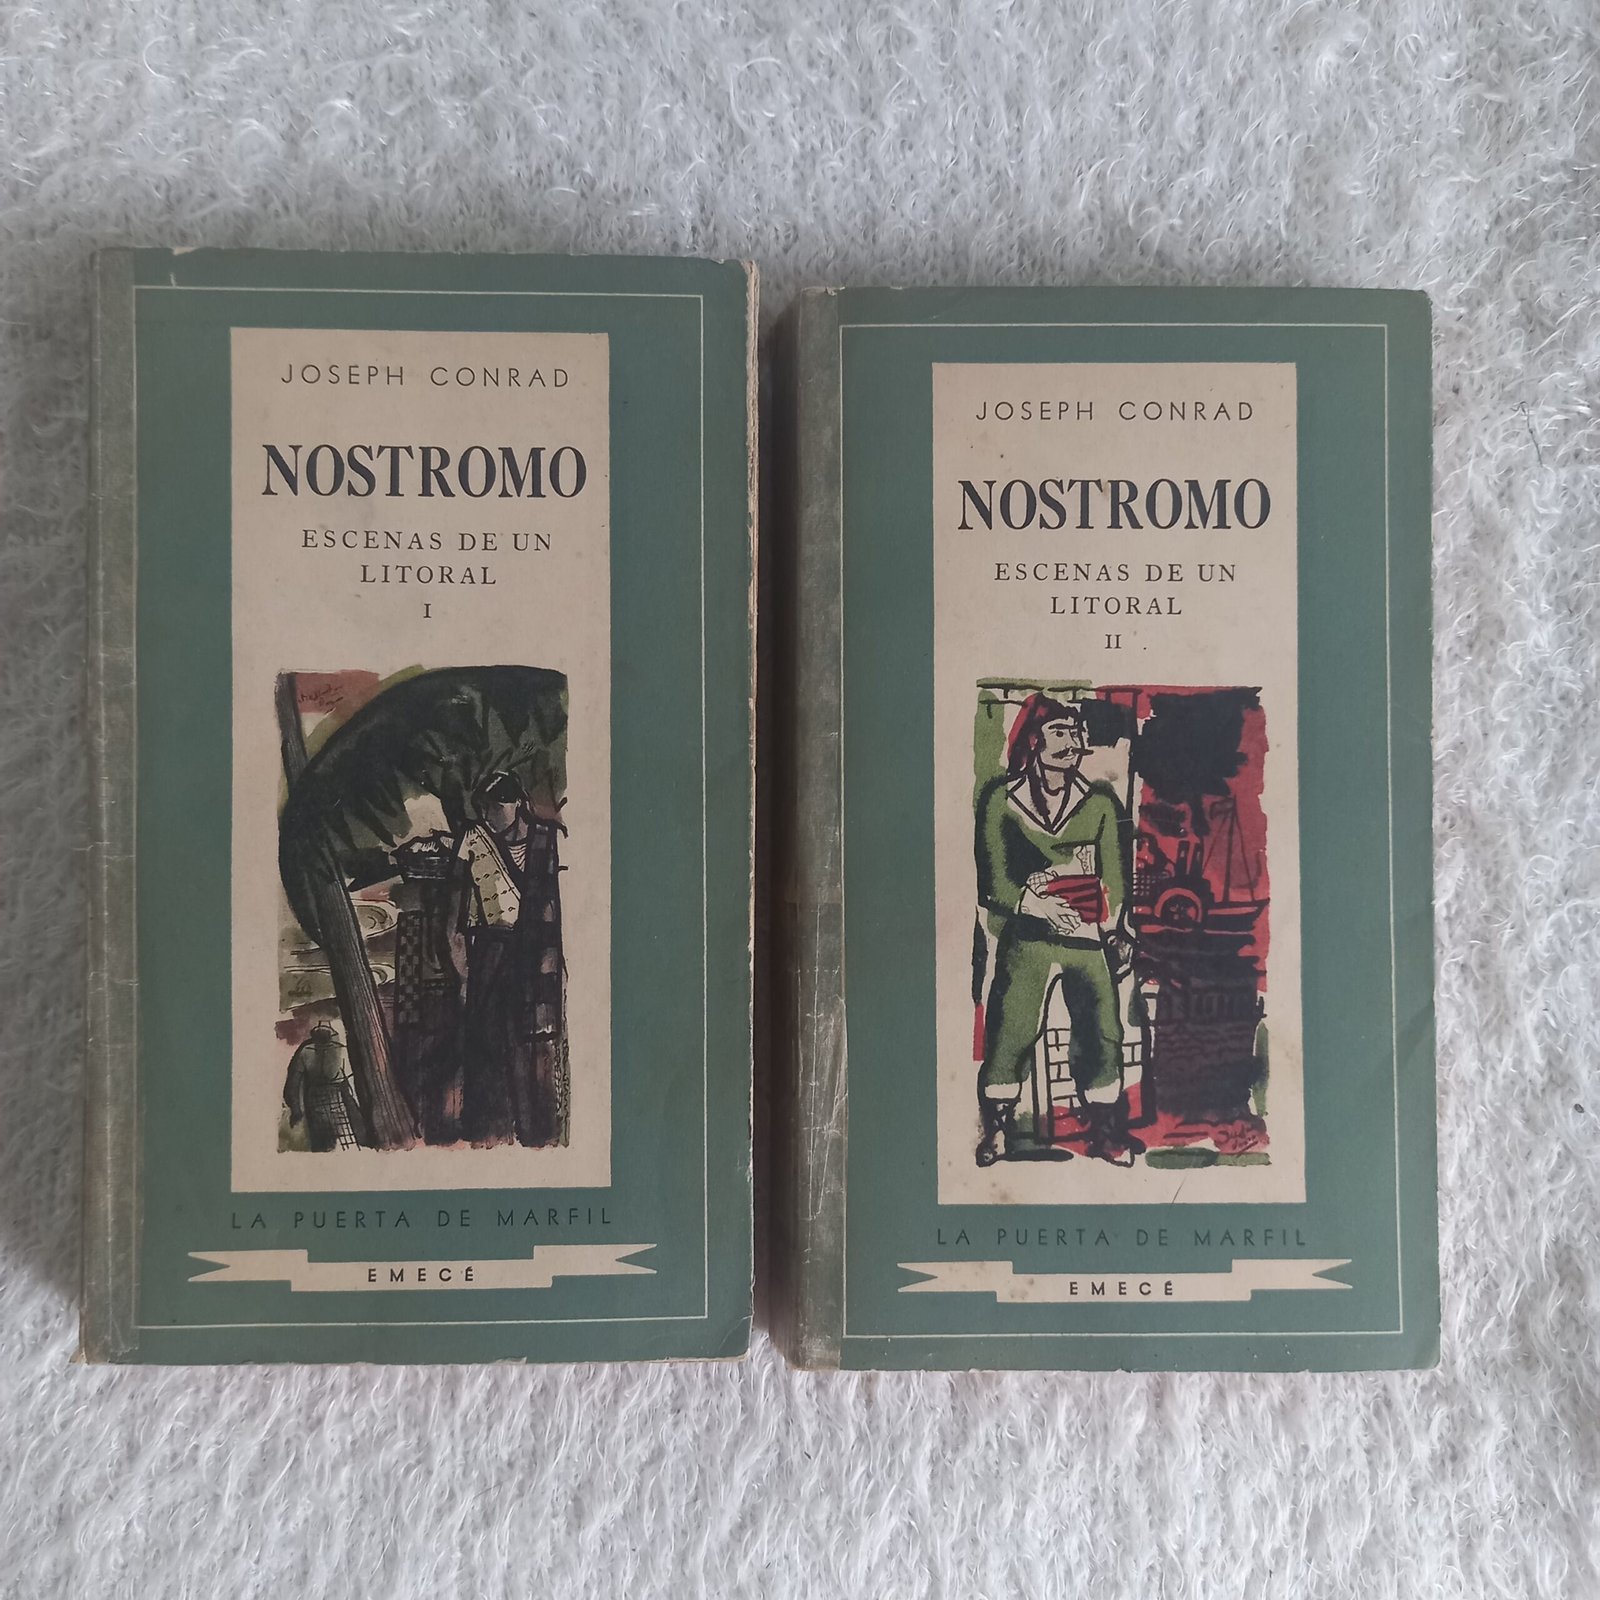 JOSEPH CONRAD
NOSTROMO
ESCENAS DE UN
LITORAL
I
LA PUERTA DE MARFIL
EMECÉ
JOSEPH CONRAD
NOSTROMO
ESCENAS DE UN
LITORAL
II
LA PUERTA DE MARFIL
EMECÉ